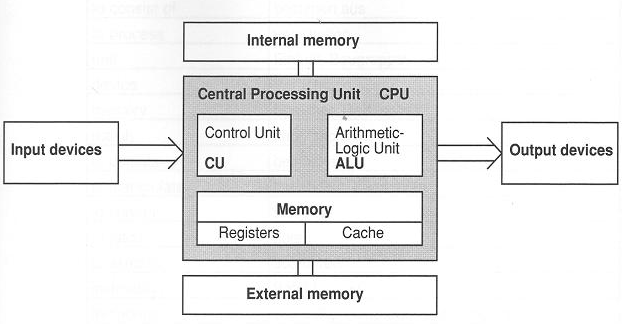 Internal memory
Central Processing Unit CPU
Input devices
Control Unit
CU
Arithmetic-
Logic Unit
ALU
Output devices
Memory
Registers
Cache
External memory